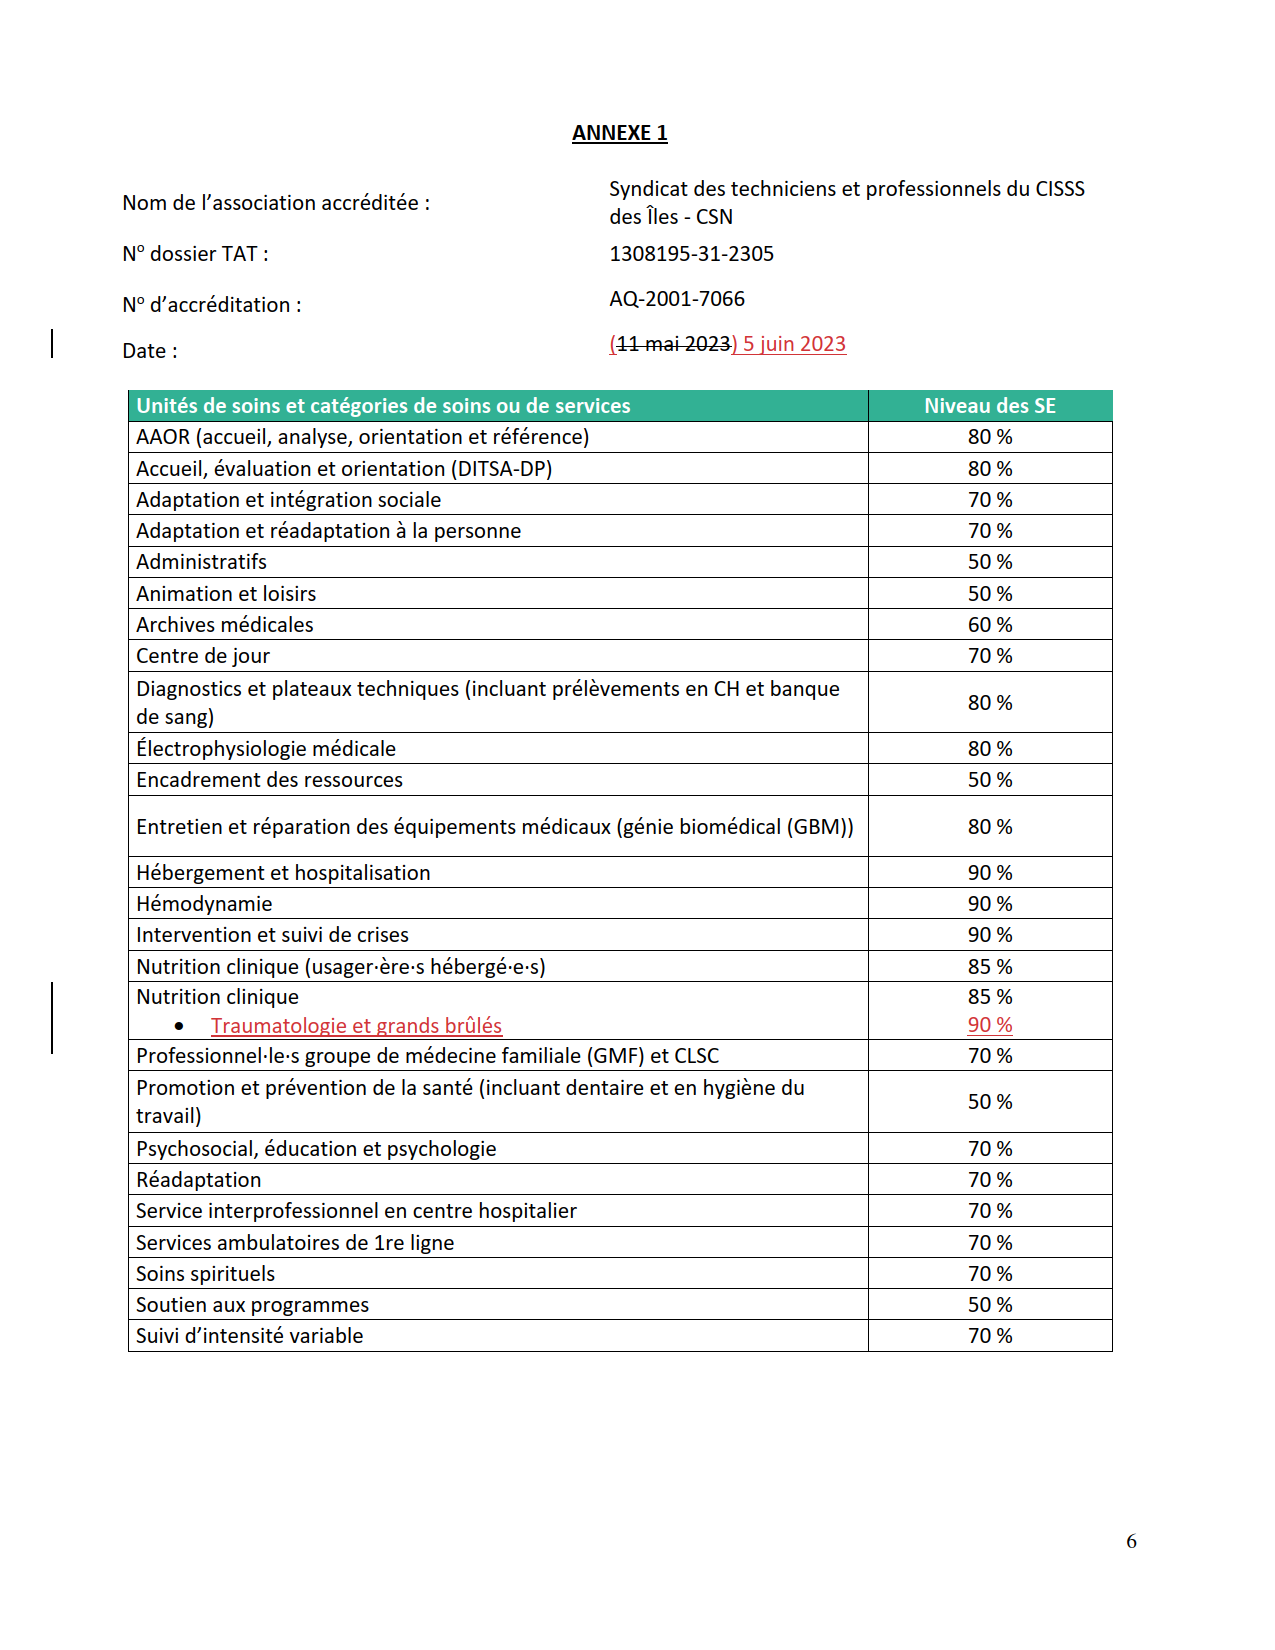 ANNEXE 1
Nom de l’association accréditée :
Syndicat des techniciens et professionnels du CISSS
des Îles - CSN
Nº dossier TAT :
1308195-31-2305
Nº d’accréditation :
AQ-2001-7066
Date :
(11 mai 2023) 5 juin 2023
Unités de soins et catégories de soins ou de services Niveau des SE
AAOR (accueil, analyse, orientation et référence) 80 %
Accueil, évaluation et orientation (DITSA-DP) 80 %
Adaptation et intégration sociale 70 %
Adaptation et réadaptation à la personne 70 %
Administratifs 50 %
Animation et loisirs 50 %
Archives médicales 60 %
Centre de jour 70 %
Diagnostics et plateaux techniques (incluant prélèvements en CH et banque
de sang)
80 %
Électrophysiologie médicale 80 %
Encadrement des ressources 50 %
Entretien et réparation des équipements médicaux (génie biomédical (GBM)) 80 %
Hébergement et hospitalisation 90 %
Hémodynamie 90 %
Intervention et suivi de crises 90 %
Nutrition clinique (usager·ère·s hébergé·e·s) 85 %
Nutrition clinique 85 %
• Traumatologie et grands brûlés 90 %
Professionnel·le·s groupe de médecine familiale (GMF) et CLSC 70 %
Promotion et prévention de la santé (incluant dentaire et en hygiène du
travail)
50 %
Psychosocial, éducation et psychologie 70 %
Réadaptation 70 %
Service interprofessionnel en centre hospitalier 70 %
Services ambulatoires de 1re ligne 70 %
Soins spirituels 70 %
Soutien aux programmes 50 %
Suivi d’intensité variable 70 %
6